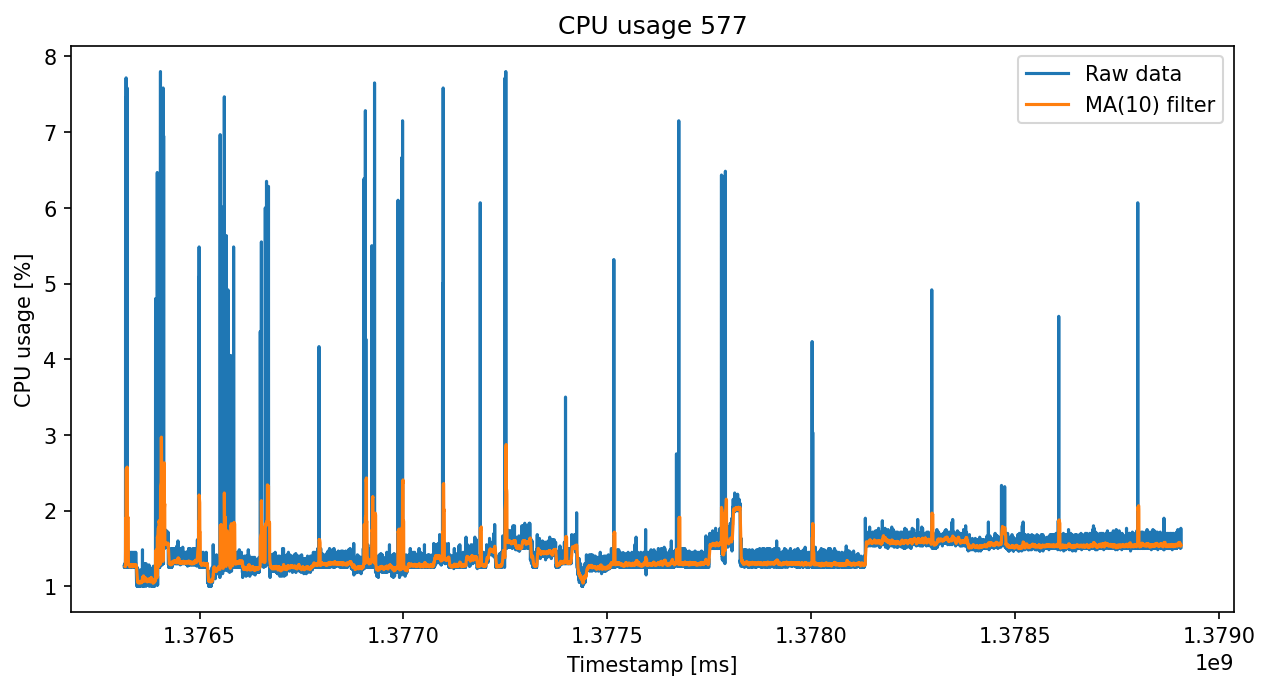 CPU usage 577
Raw data
MA(10) filter
CPU usage [%]
8
7
6
5
4
3
2
1
1.3765 1.3770 1.3775 1.3780 1.3785 1.3790
1e9
Timestamp [ms]